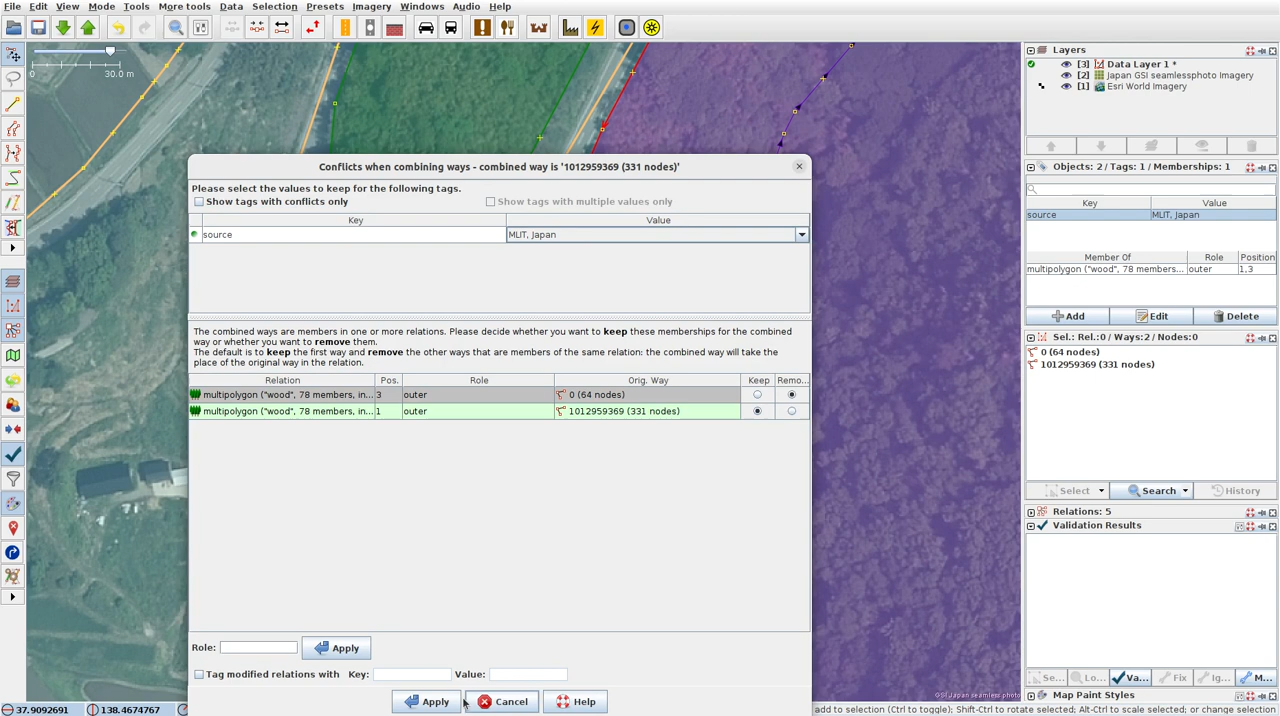 File Edit View Mode Tools More tools Data Selection Presets Imagery Windows Audio Help
0 30.0 m
Layers
[3] Data Layer 1 *
[2] Japan GSI seamlessphoto Imagery
[1] Esri World Imagery
Objects: 2 / Tags: 1 / Memberships: 1
Key Value
source MLIT, Japan
Member Of Role Position
multipolygon ("wood", 78 members... outer 1,3
Add Edit Delete
Sel.: Rel.:0 / Ways:2 / Nodes:0
0 (64 nodes)
1012959369 (331 nodes)
Select Search History
Relations: 5
Validation Results
Se... Lo... Va... Fix Ig... M...
Map Paint Styles
Conflicts when combining ways - combined way is '1012959369 (331 nodes)'
Please select the values to keep for the following tags.
Show tags with conflicts only Show tags with multiple values only
Key Value
source MLIT, Japan
The combined ways are members in one or more relations. Please decide whether you want to keep these memberships for the combined
way or whether you want to remove them.
The default is to keep the first way and remove the other ways that are members of the same relation: the combined way will take the
place of the original way in the relation.
Relation Pos. Role Orig. Way Keep Remo...
multipolygon ("wood", 78 members, in... 3 outer 0 (64 nodes)
multipolygon ("wood", 78 members, in... 1 outer 1012959369 (331 nodes)
Role: Apply
Tag modified relations with Key: Value:
Apply Cancel Help
37.9092691 138.4674767 add to selection (Ctrl to toggle); Shift-Ctrl to rotate selected; Alt-Ctrl to scale selected; or change selection